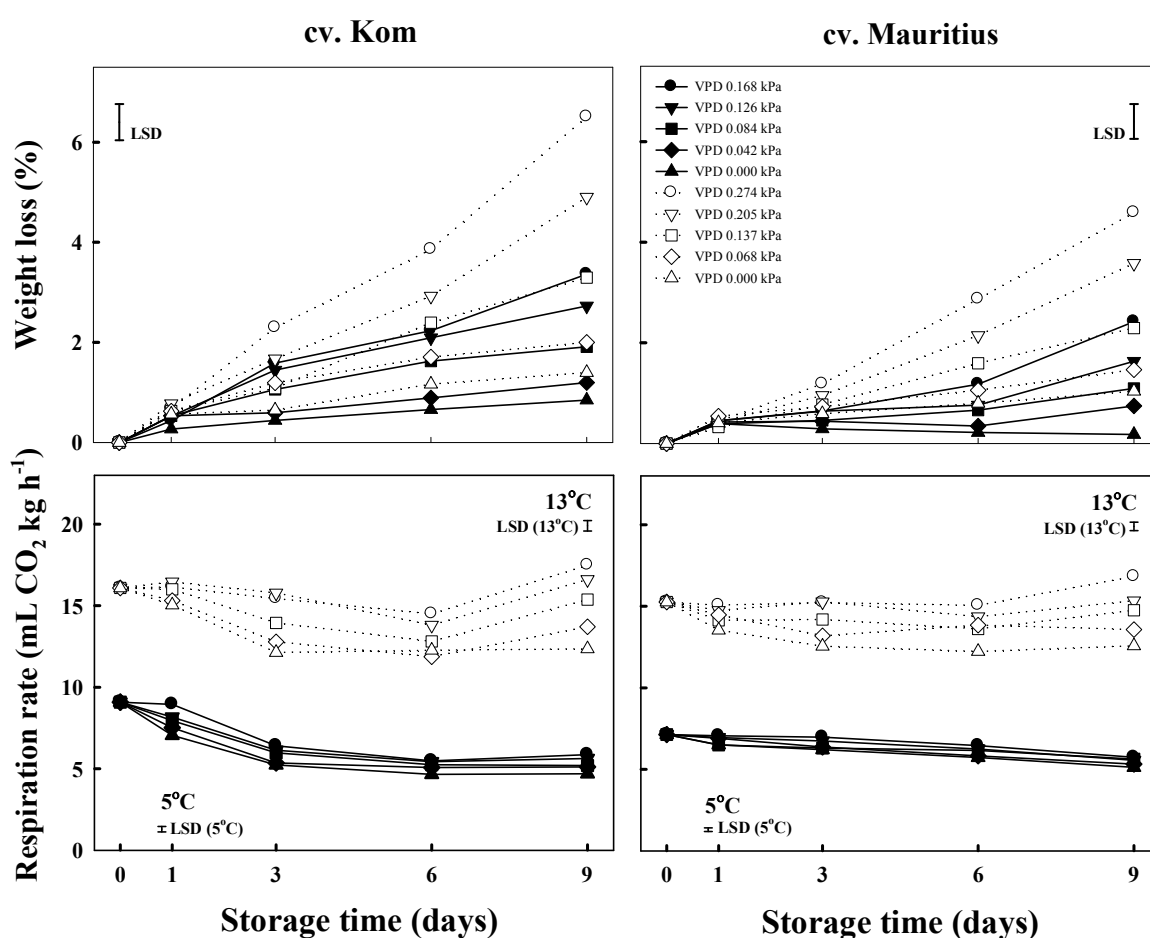 cv. Kom
cv. Mauritius
Weight loss (%)
6
4
2
0
LSD
VPD 0.168 kPa
VPD 0.126 kPa
VPD 0.084 kPa
VPD 0.042 kPa
VPD 0.000 kPa
VPD 0.274 kPa
VPD 0.205 kPa
VPD 0.137 kPa
VPD 0.068 kPa
VPD 0.000 kPa
LSD
Respiration rate (mL CO₂ kg h⁻¹)
20
15
10
5
0
13°C
LSD (13°C)
5°C
LSD (5°C)
13°C
LSD (13°C)
5°C
LSD (5°C)
0 1 3 6 9
0 1 3 6 9
Storage time (days)
Storage time (days)